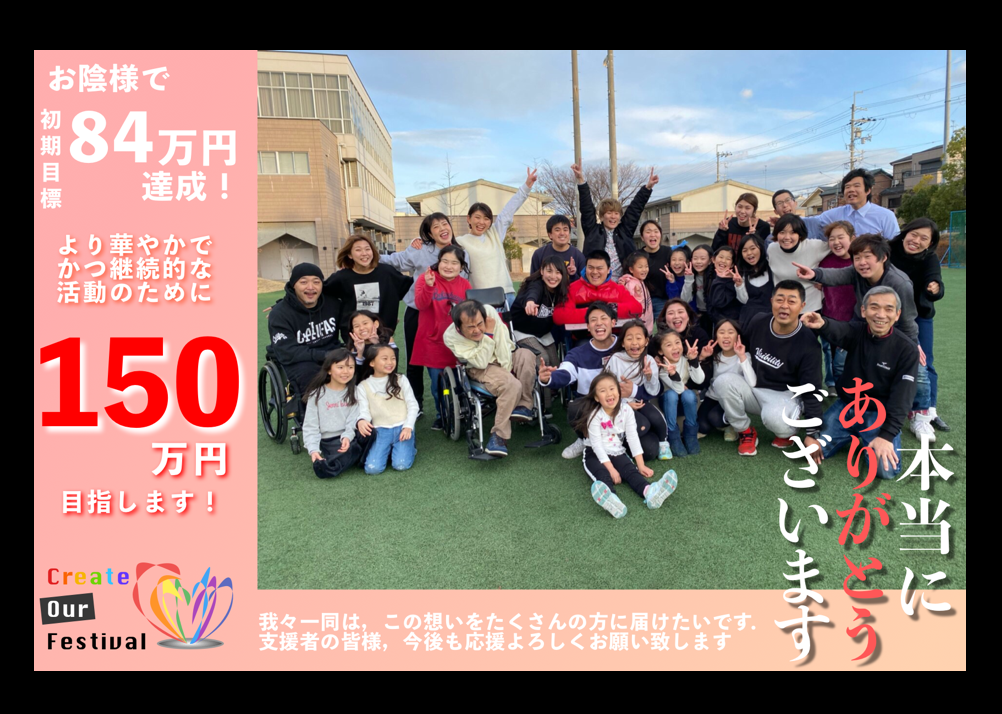 お陰様で
初期目標
84万円
達成！
より華やかで
かつ継続的な
活動のために
150
万円
目指します！
Create
Our
Festival
本当に
ありがとう
ございます
我々一同は，この想いをたくさんの方に届けたいです．
支援者の皆様，今後も応援よろしくお願い致します